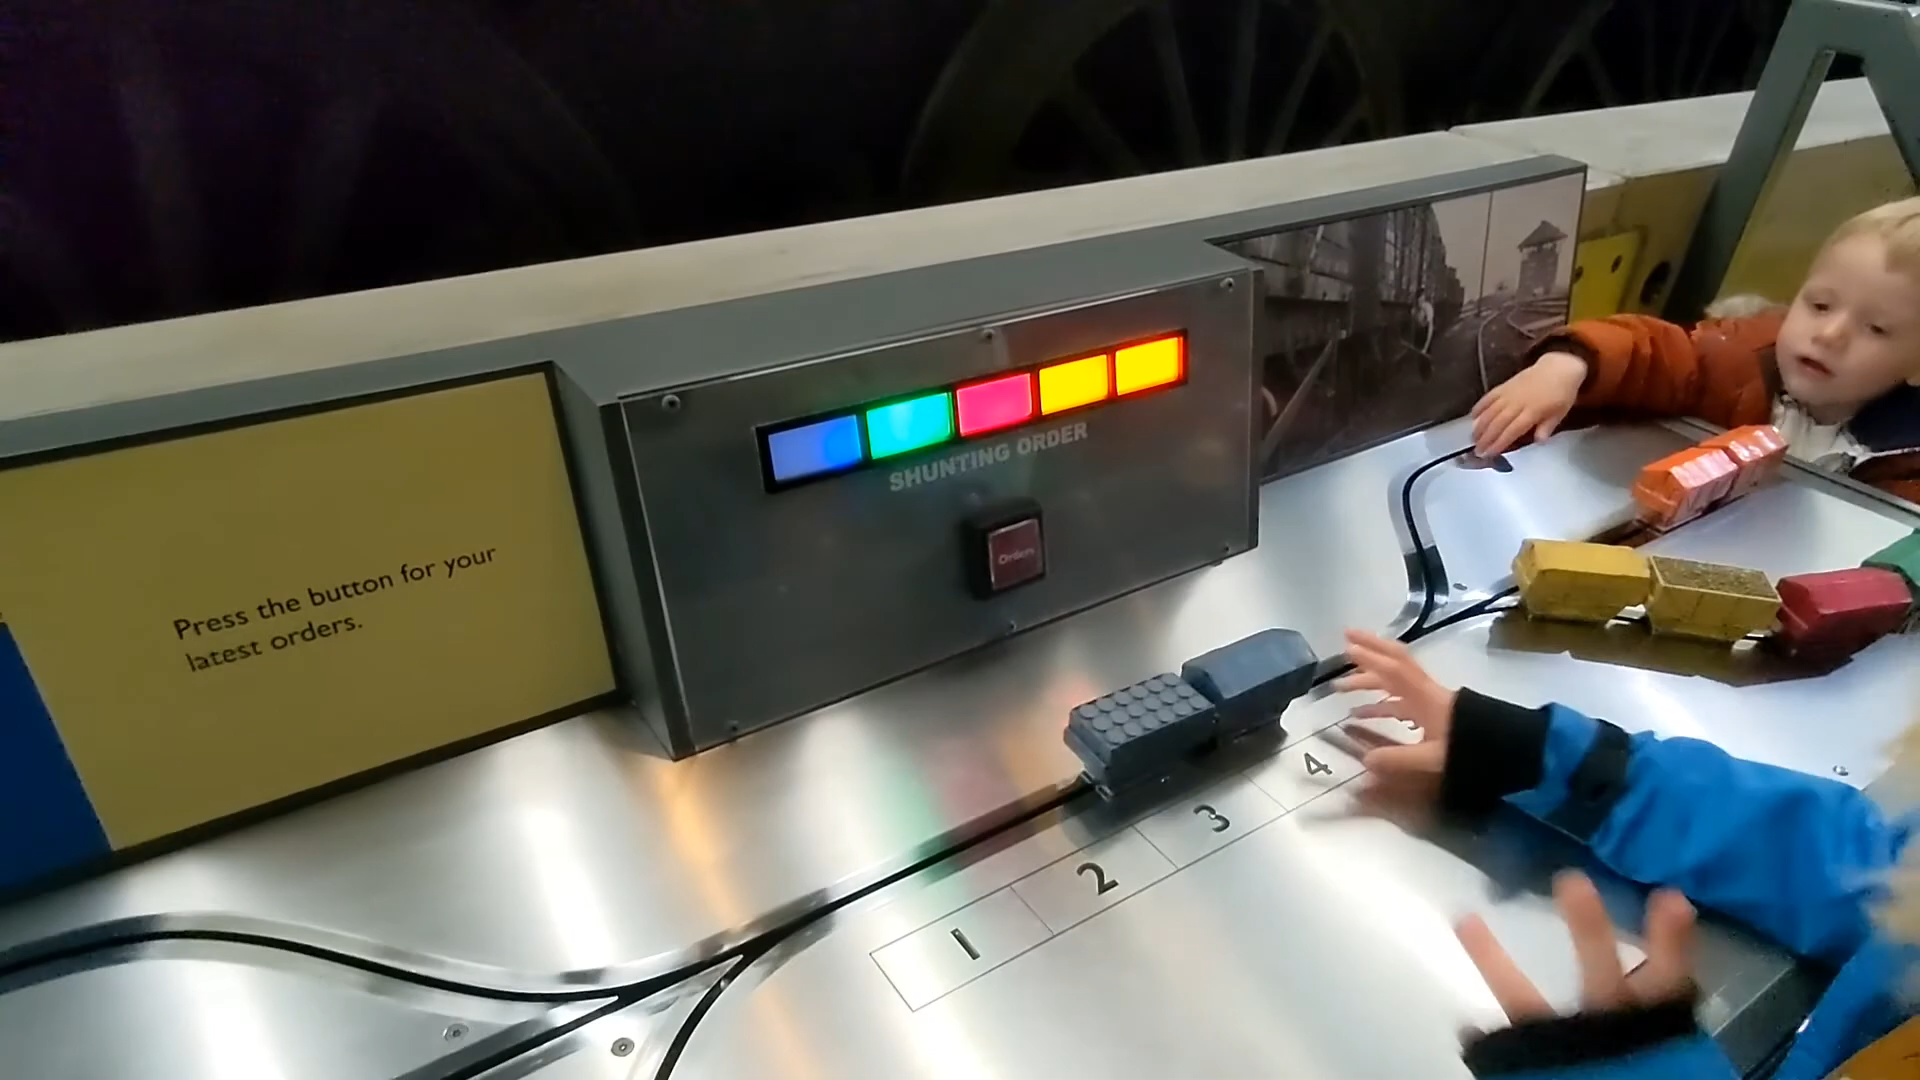 Press the button for your
latest orders.
SHUNTING ORDER
Orders
1
2
3
4